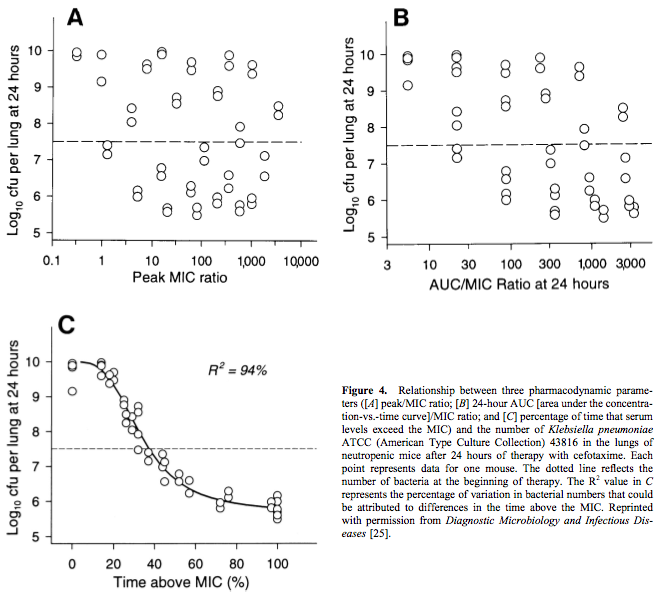 A
Log10 cfu per lung at 24 hours
10
9
8
7
6
5
0.1
1
10
100
1,000
10,000
Peak MIC ratio
B
Log10 cfu per lung at 24 hours
10
9
8
7
6
5
3
10
30
100
300
1000
3,000
AUC/MIC Ratio at 24 hours
C
R2 = 94%
Log10 cfu per lung at 24 hours
10
9
8
7
6
5
0
20
40
60
80
100
Time above MIC (%)
Figure 4. Relationship between three pharmacodynamic parame-
ters ([A] peak/MIC ratio; [B] 24-hour AUC [area under the concentra-
tion-vs.-time curve]/MIC ratio; and [C] percentage of time that serum
levels exceed the MIC) and the number of Klebsiella pneumoniae
ATCC (American Type Culture Collection) 43816 in the lungs of
neutropenic mice after 24 hours of therapy with cefotaxime. Each
point represents data for one mouse. The dotted line reflects the
number of bacteria at the beginning of therapy. The R2 value in C
represents the percentage of variation in bacterial numbers that could
be attributed to differences in the time above the MIC. Reprinted
with permission from Diagnostic Microbiology and Infectious Dis-
eases [25].